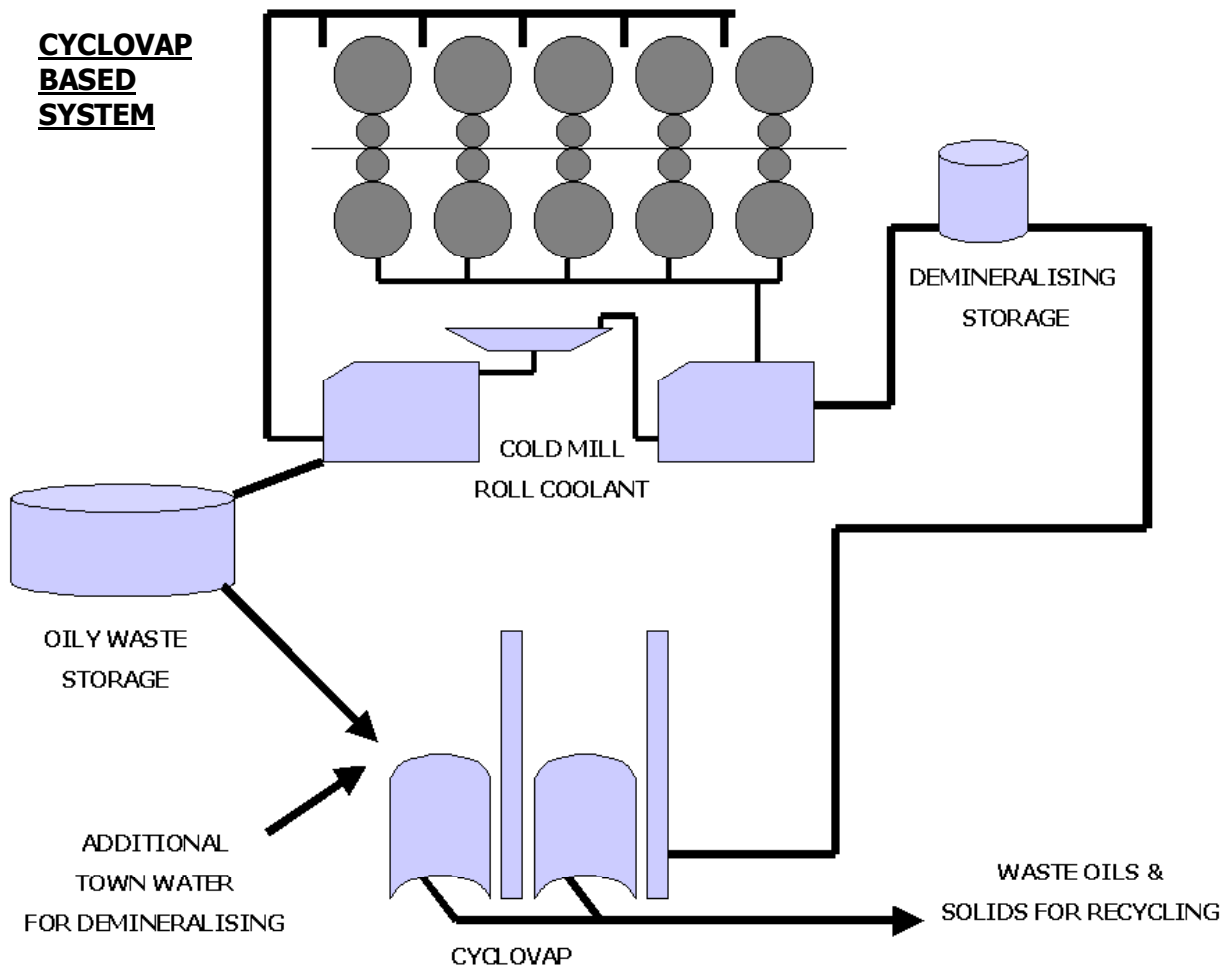 CYCLOVAP
BASED
SYSTEM
DEMINERALISING
STORAGE
COLD MILL
ROLL COOLANT
OILY WASTE
STORAGE
ADDITIONAL
TOWN WATER
FOR DEMINERALISING
WASTE OILS &
SOLIDS FOR RECYCLING
CYCLOVAP